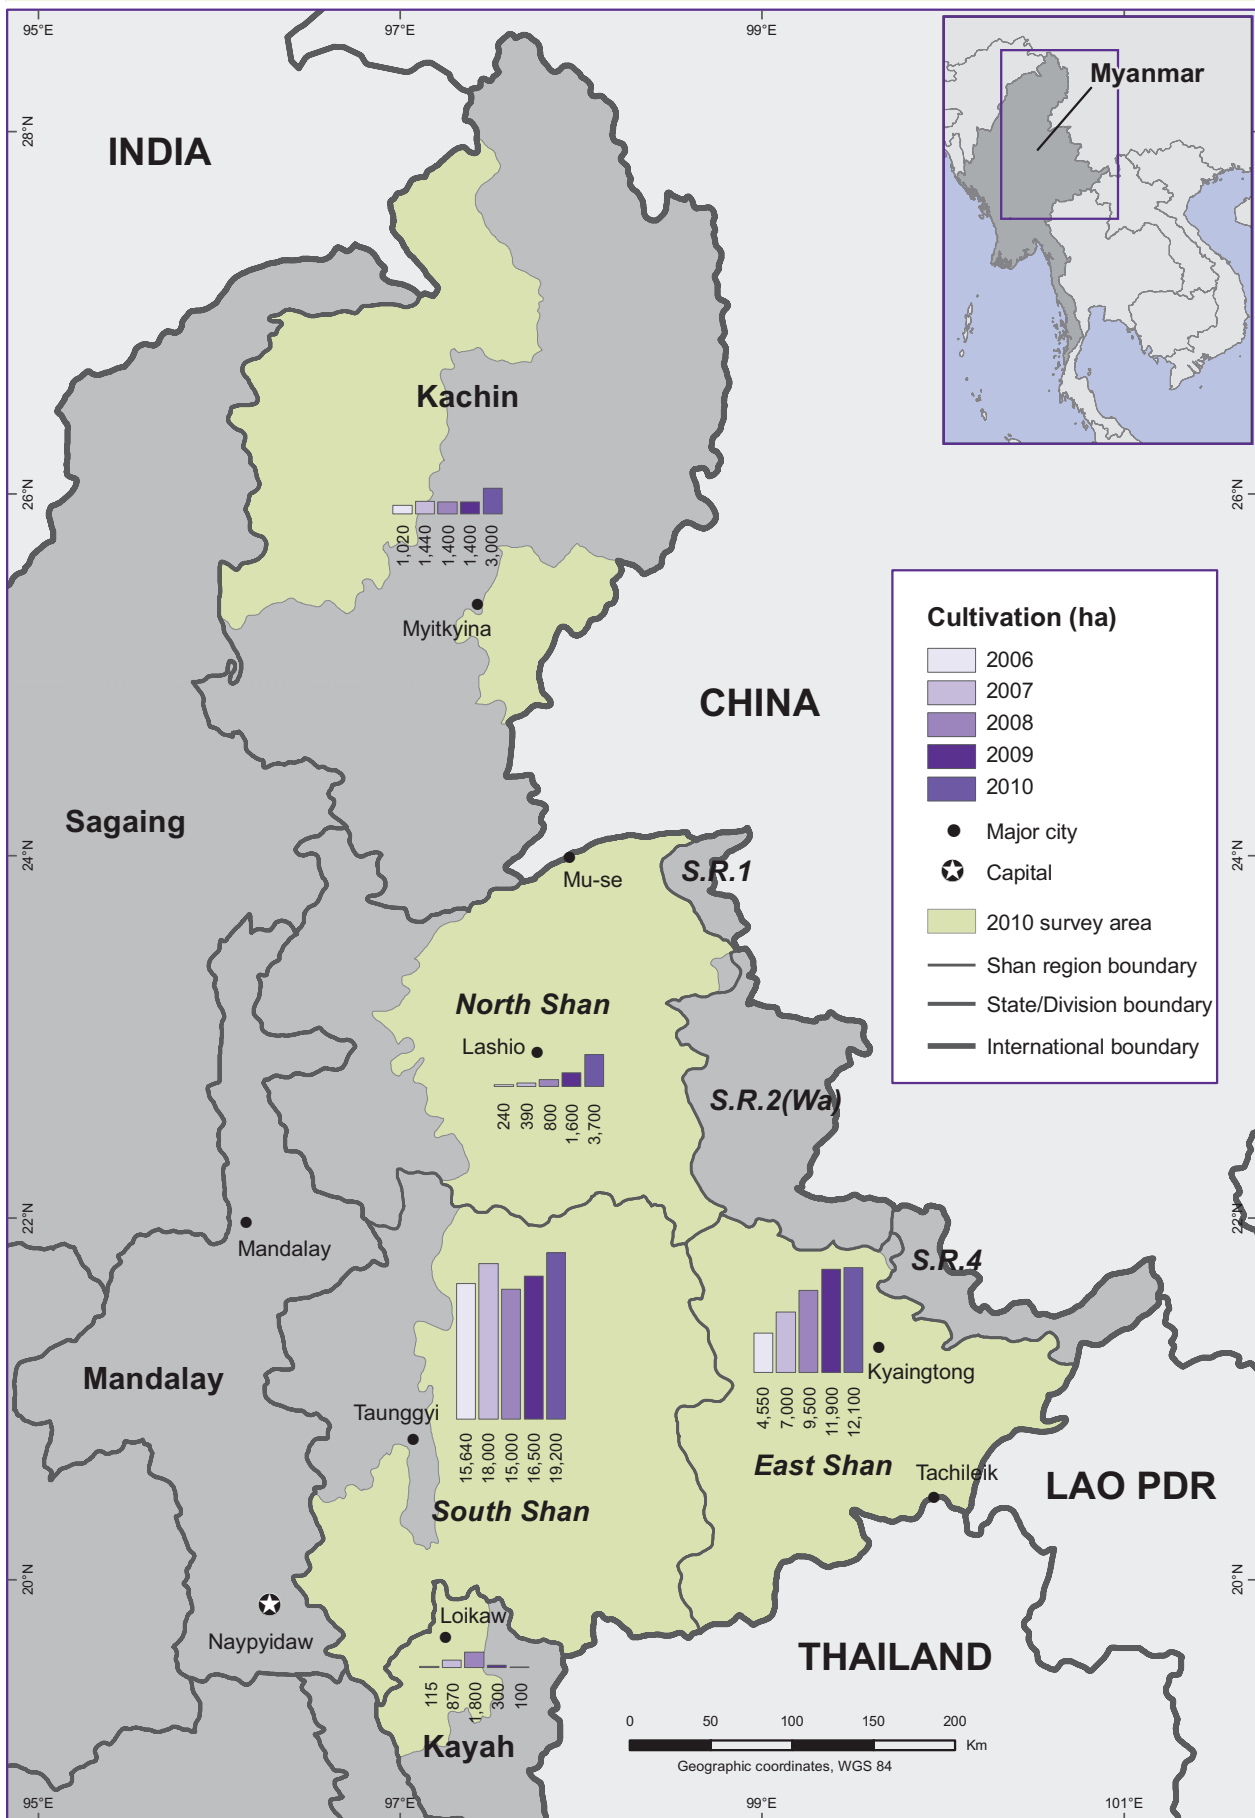 95°E
97°E
99°E
Myanmar
28°N
INDIA
Kachin
26°N
26°N
1,020
1,440
1,400
1,400
3,000
Myitkyina
Cultivation (ha)
2006
2007
2008
2009
2010
Major city
Capital
2010 survey area
Shan region boundary
State/Division boundary
International boundary
CHINA
Sagaing
24°N
24°N
S.R.1
Mu-se
North Shan
Lashio
240
390
800
1,600
3,700
S.R.2(Wa)
22°N
22°N
Mandalay
S.R.4
Mandalay
Kyaingtong
Taunggyi
15,640
18,000
15,000
16,500
19,200
4,550
7,000
9,500
11,900
12,100
East Shan
Tachileik
LAO PDR
South Shan
20°N
20°N
Naypyidaw
Loikaw
THAILAND
115
870
1,800
300
100
Kayah
0 50 100 150 200
Km
Geographic coordinates, WGS 84
95°E
97°E
99°E
101°E